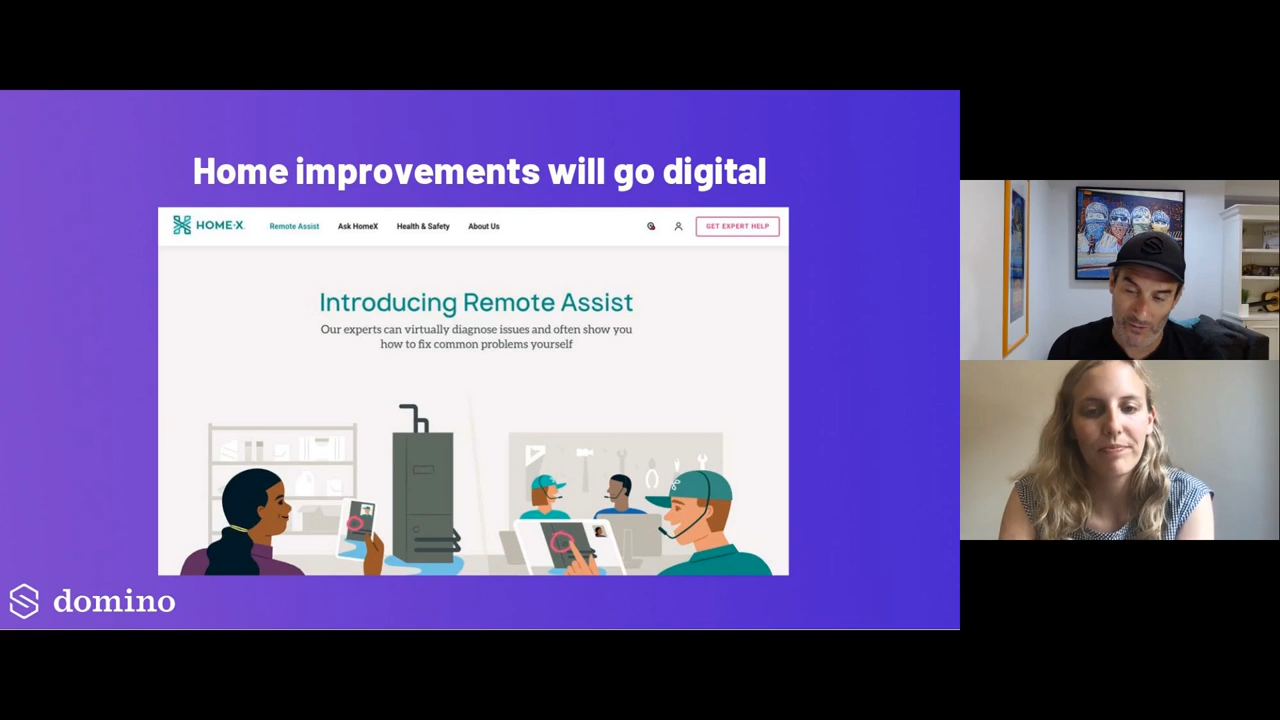 Home improvements will go digital
HOME·X
Remote Assist
Ask HomeX
Health & Safety
About Us
GET EXPERT HELP
Introducing Remote Assist
Our experts can virtually diagnose issues and often show you
how to fix common problems yourself
domino